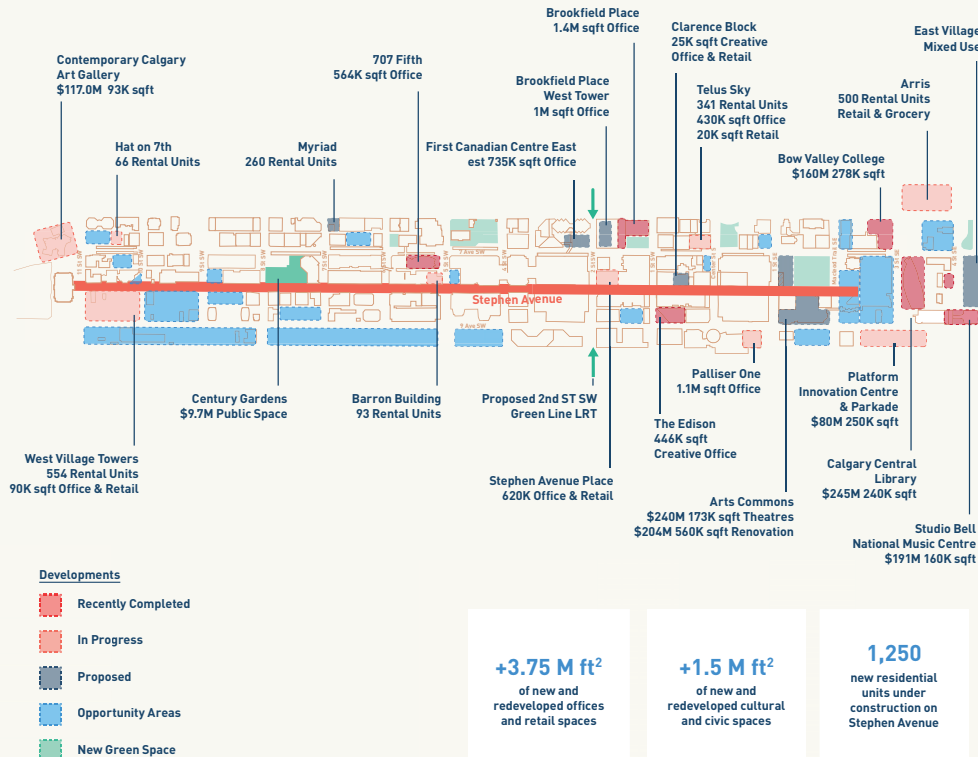 Brookfield Place
1.4M sqft Office
Clarence Block
25K sqft Creative
Office & Retail
East Village
Mixed Use
Contemporary Calgary
Art Gallery
$117.0M 93K sqft
707 Fifth
564K sqft Office
Brookfield Place
West Tower
1M sqft Office
Telus Sky
341 Rental Units
430K sqft Office
20K sqft Retail
Arris
500 Rental Units
Retail & Grocery
Hat on 7th
66 Rental Units
Myriad
260 Rental Units
First Canadian Centre East
est 735K sqft Office
Bow Valley College
$160M 278K sqft
7 Ave SW
Stephen Avenue
9 Ave SW
Century Gardens
$9.7M Public Space
Barron Building
93 Rental Units
Proposed 2nd ST SW
Green Line LRT
Palliser One
1.1M sqft Office
Platform
Innovation Centre
& Parkade
$80M 250K sqft
The Edison
446K sqft
Creative Office
West Village Towers
554 Rental Units
90K sqft Office & Retail
Stephen Avenue Place
620K Office & Retail
Calgary Central
Library
$245M 240K sqft
Arts Commons
$240M 173K sqft Theatres
$204M 560K sqft Renovation
Studio Bell
National Music Centre
$191M 160K sqft
Developments
Recently Completed
In Progress
Proposed
Opportunity Areas
New Green Space
+3.75 M ft²
of new and
redeveloped offices
and retail spaces
+1.5 M ft²
of new and
redeveloped cultural
and civic spaces
1,250
new residential
units under
construction on
Stephen Avenue